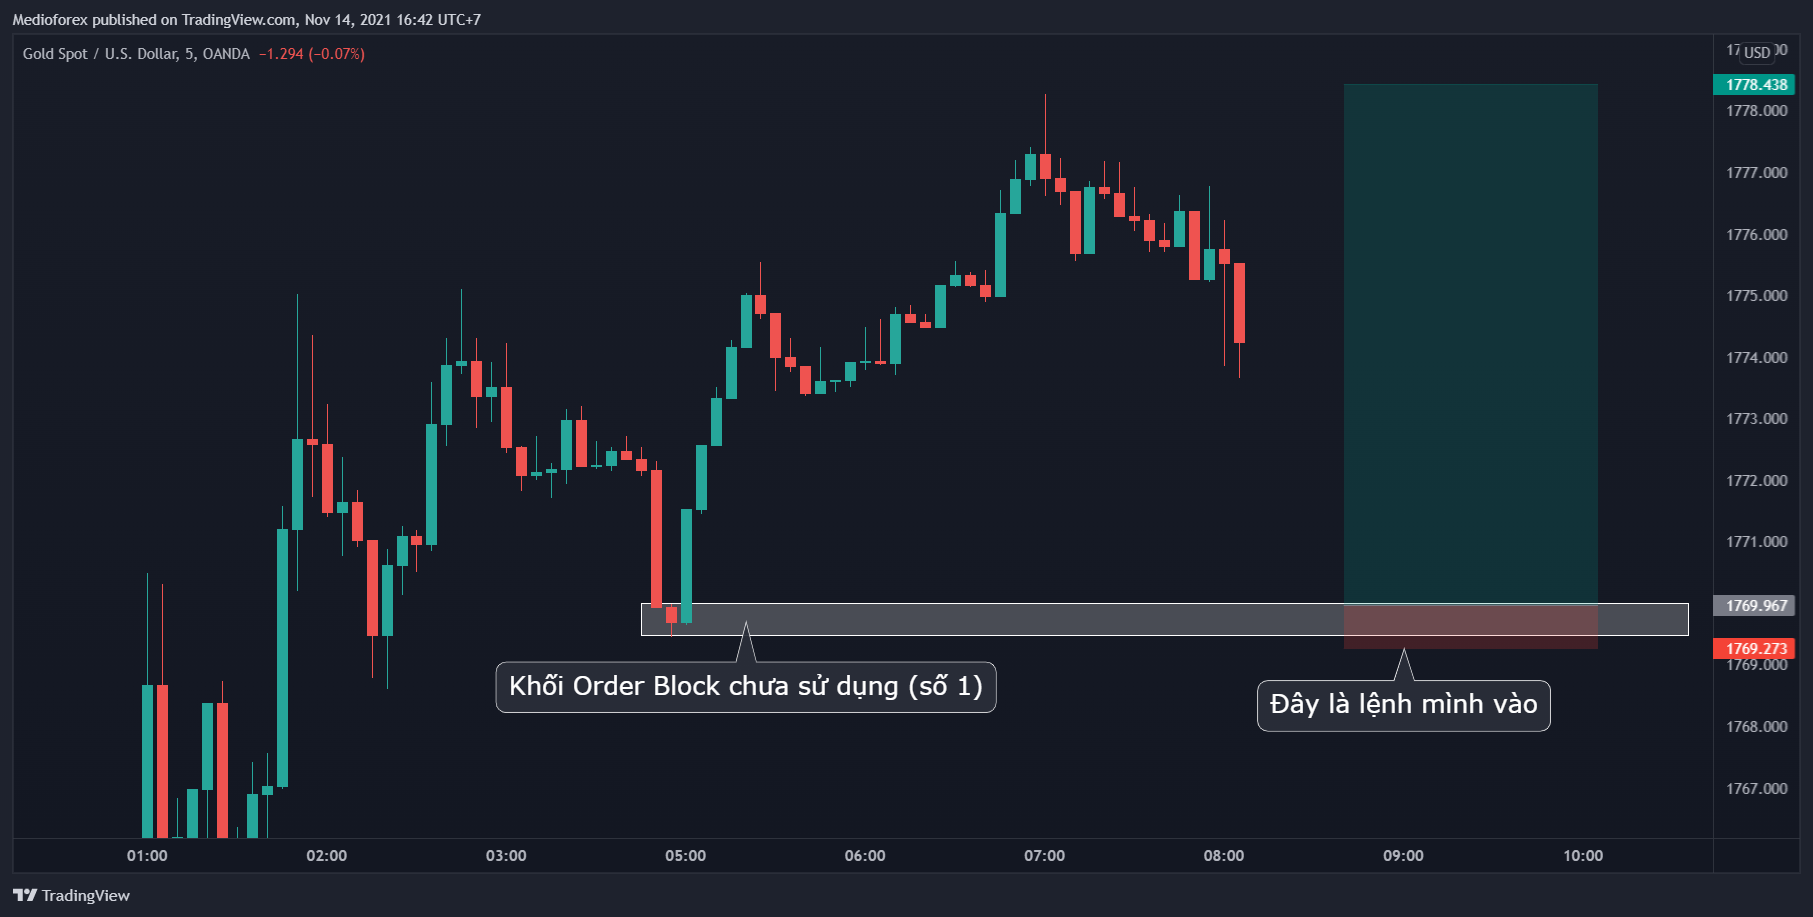 Medioforex published on TradingView.com, Nov 14, 2021 16:42 UTC+7
Gold Spot / U.S. Dollar, 5, OANDA −1.294 (−0.07%)
USD
1778.438
1778.000
1777.000
1776.000
1775.000
1774.000
1773.000
1772.000
1771.000
1769.967
1769.273
1769.000
1768.000
1767.000
Khối Order Block chưa sử dụng (số 1)
Đây là lệnh mình vào
01:00 02:00 03:00 05:00 06:00 07:00 08:00 09:00 10:00
TradingView